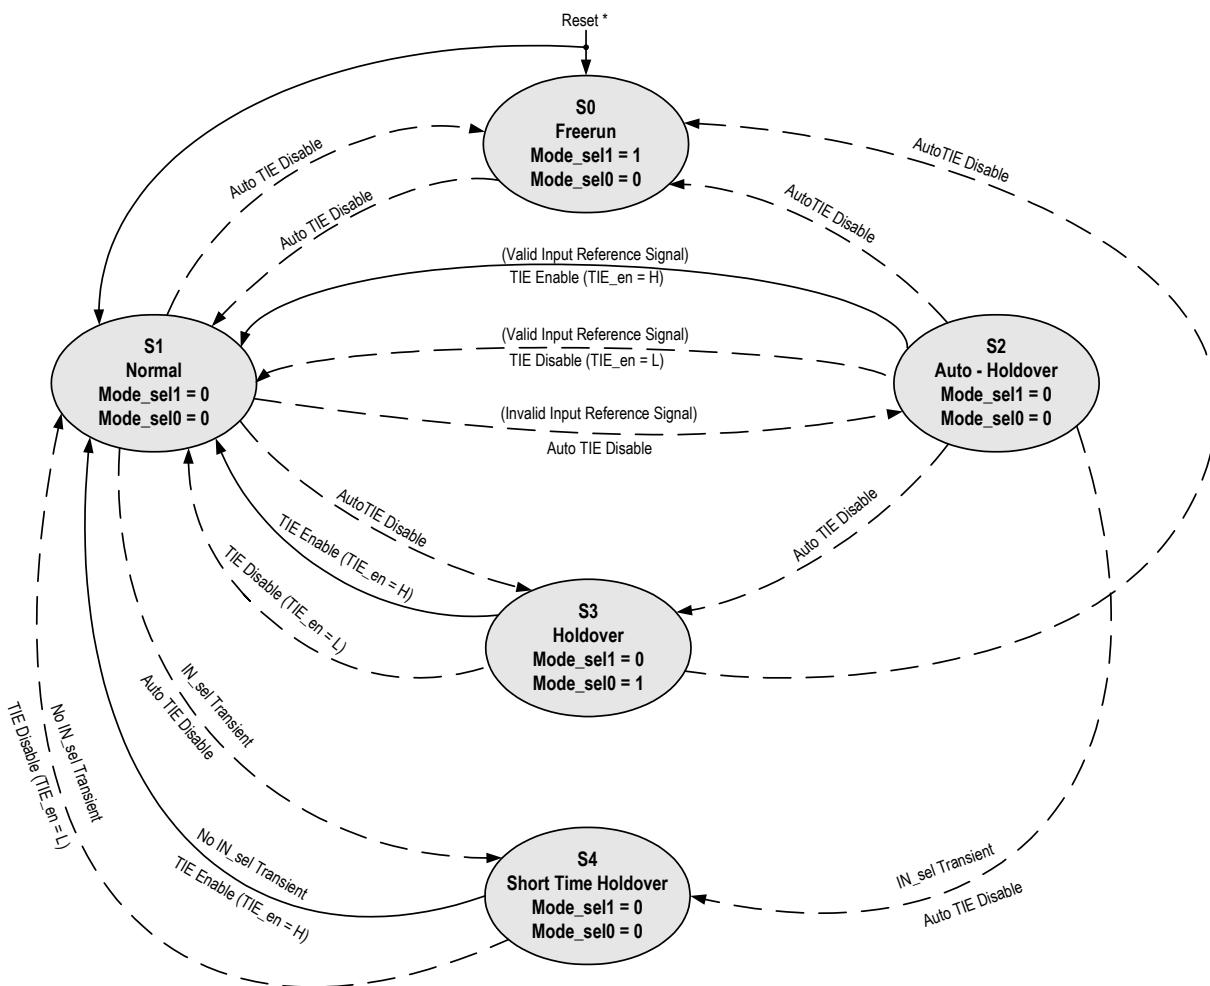 Reset *
S0
Freerun
Mode_sel1 = 1
Mode_sel0 = 0
Auto TIE Disable
Auto TIE Disable
AutoTIE Disable
AutoTIE Disable
(Valid Input Reference Signal)
TIE Enable (TIE_en = H)
(Valid Input Reference Signal)
TIE Disable (TIE_en = L)
(Invalid Input Reference Signal)
Auto TIE Disable
S1
Normal
Mode_sel1 = 0
Mode_sel0 = 0
S2
Auto - Holdover
Mode_sel1 = 0
Mode_sel0 = 0
AutoTIE Disable
TIE Enable (TIE_en = H)
TIE Disable (TIE_en = L)
Auto TIE Disable
S3
Holdover
Mode_sel1 = 0
Mode_sel0 = 1
IN_sel Transient
Auto TIE Disable
No IN_sel Transient
TIE Disable (TIE_en = L)
No IN_sel Transient
TIE Enable (TIE_en = H)
S4
Short Time Holdover
Mode_sel1 = 0
Mode_sel0 = 0
IN_sel Transient
Auto TIE Disable